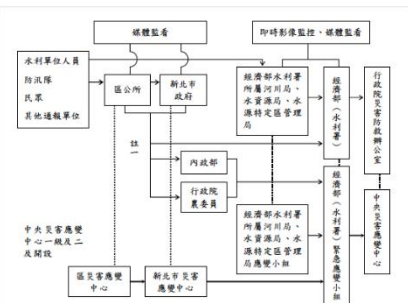 媒體監看
即時影像監控、媒體監看
水利單位人員
防汛隊
民眾
其他通報單位
區公所
新北市
政府
經濟部水利署
所屬河川局、
水資源局、水
源特定區管理
局
經濟部（水利署）
行政院災害防救辦公室
註一
內政部
行政院
農委員
經濟部水利署
所屬河川局、
水資源局、水
源特定區管理
局應變小組
經濟部（水利署）緊急應變小組
中央災害應變中心
中央災害應變
中心一級及二
及開設
區災害應變
中心
新北市災害
應變中心